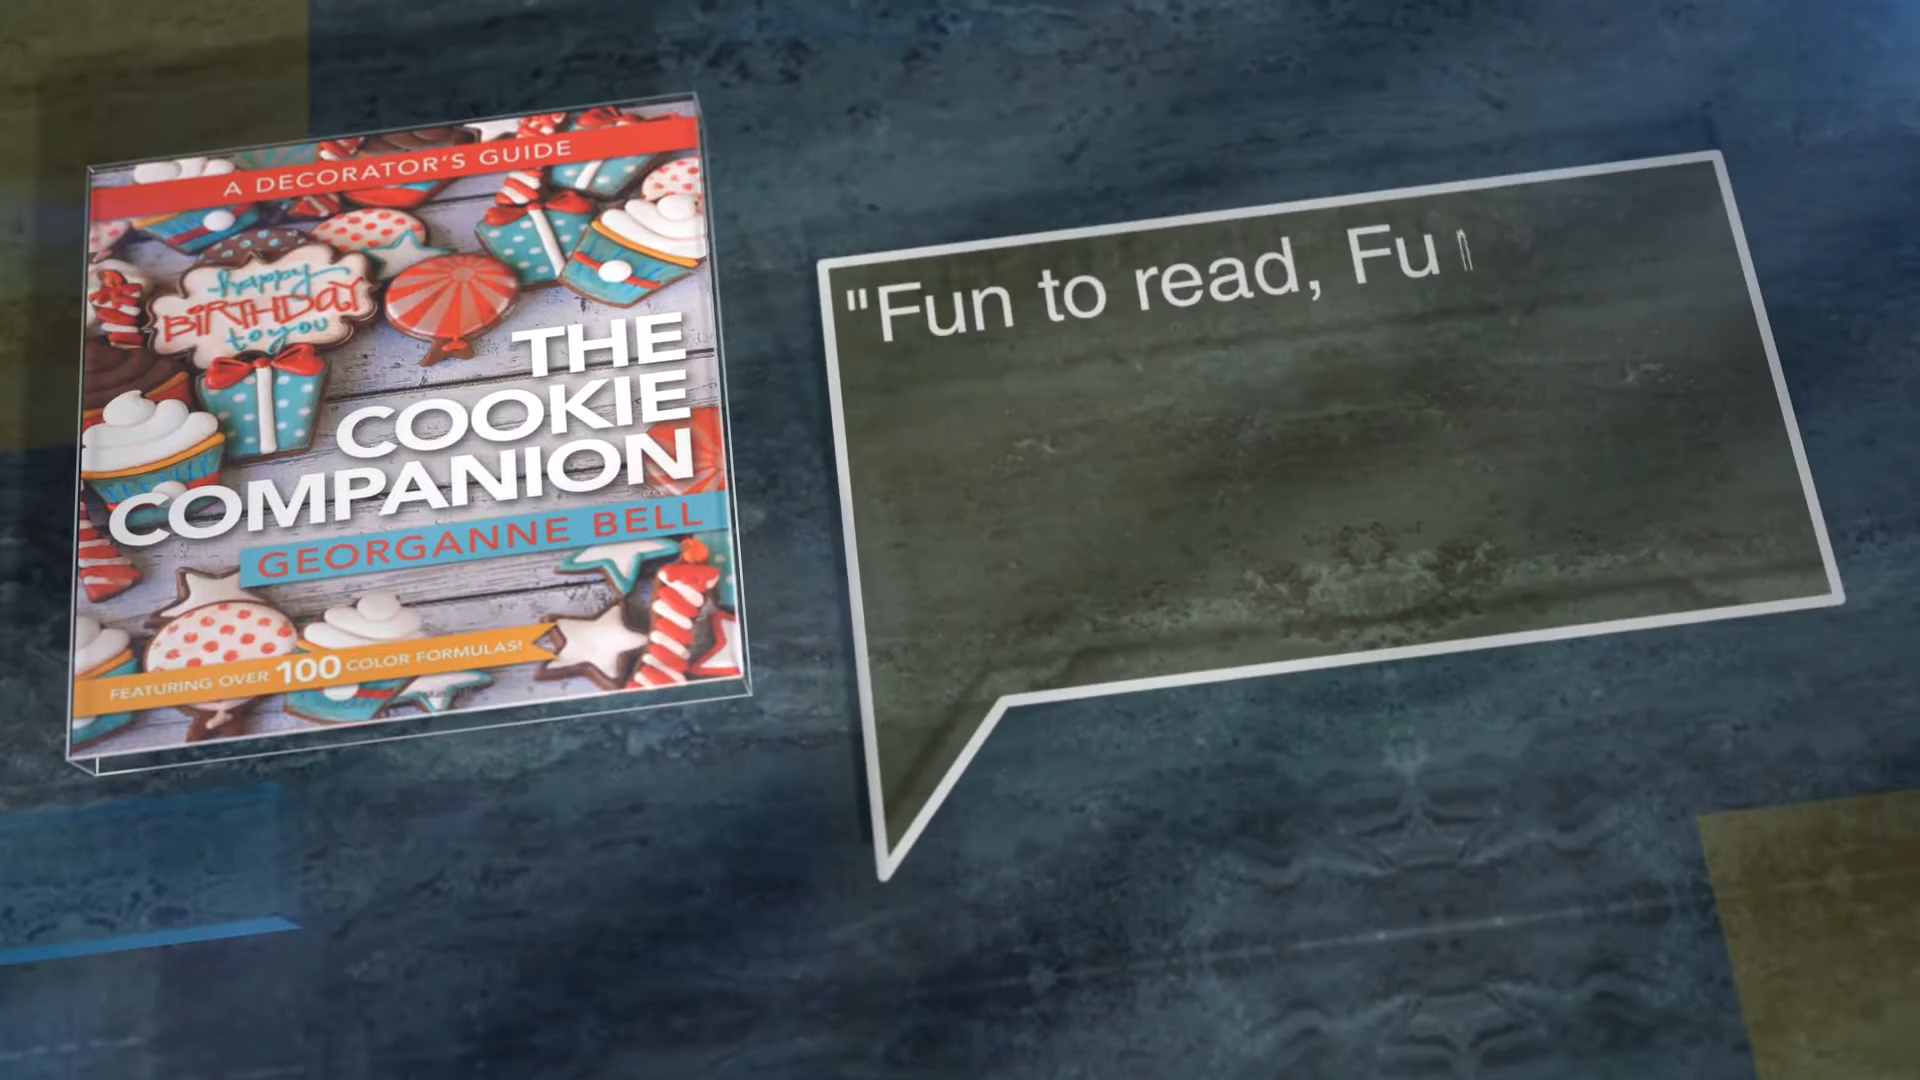 A DECORATOR'S GUIDE
happy
BIRTHDAY
to you
THE
COOKIE
COMPANION
GEORGANNE BELL
FEATURING OVER 100 COLOR FORMULAS!
"Fun to read, Fu